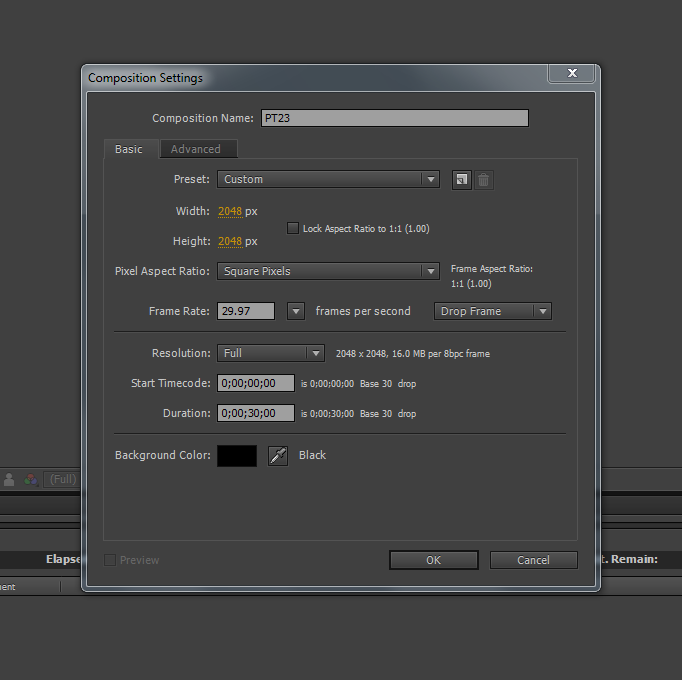 Composition Settings
X
Composition Name: PT23
Basic Advanced
Preset: Custom
Width: 2048 px
Lock Aspect Ratio to 1:1 (1.00)
Height: 2048 px
Pixel Aspect Ratio: Square Pixels
Frame Aspect Ratio:
1:1 (1.00)
Frame Rate: 29.97 frames per second Drop Frame
Resolution: Full 2048 x 2048, 16.0 MB per 8bpc frame
Start Timecode: 0;00;00;00 is 0;00;00;00 Base 30 drop
Duration: 0;00;30;00 is 0;00;30;00 Base 30 drop
Background Color: Black
(Full)
Preview OK Cancel
Elapse t. Remain:
ent